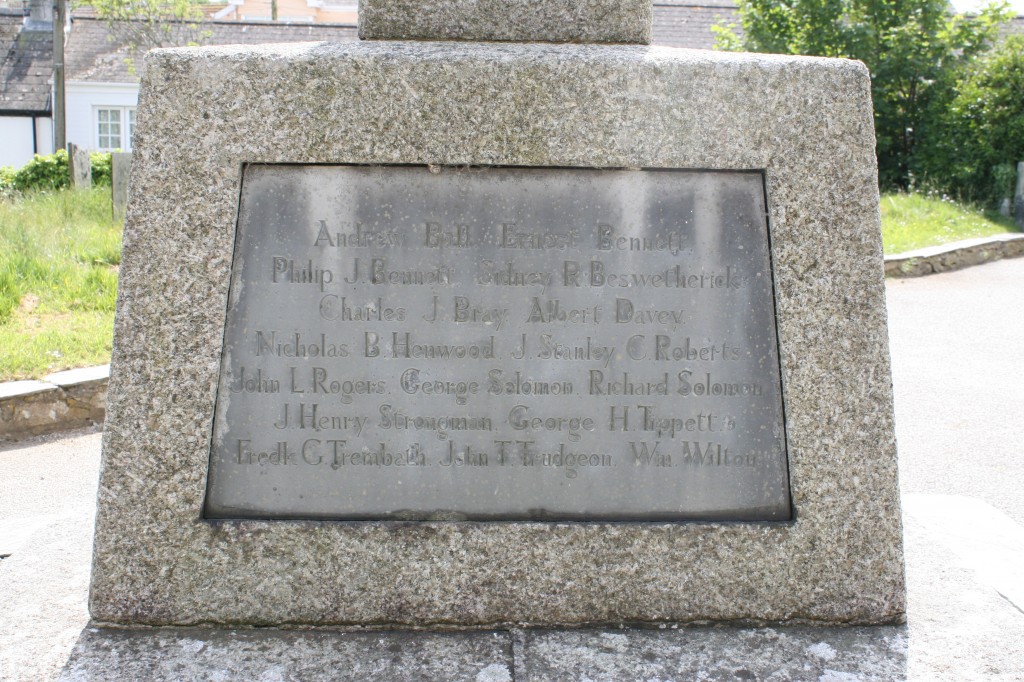 Andrew Ball. Ernest Bennett.
Philip J. Bennett. Sidney R. Beswetherick.
Charles J. Bray. Albert Davey.
Nicholas B. Henwood. J. Stanley C. Roberts.
John L. Rogers. George Solomon. Richard Solomon.
J. Henry Strongman. George H. Tippett.
Fredk. G. Trembath. John T. Trudgeon. Wm. Wilton.